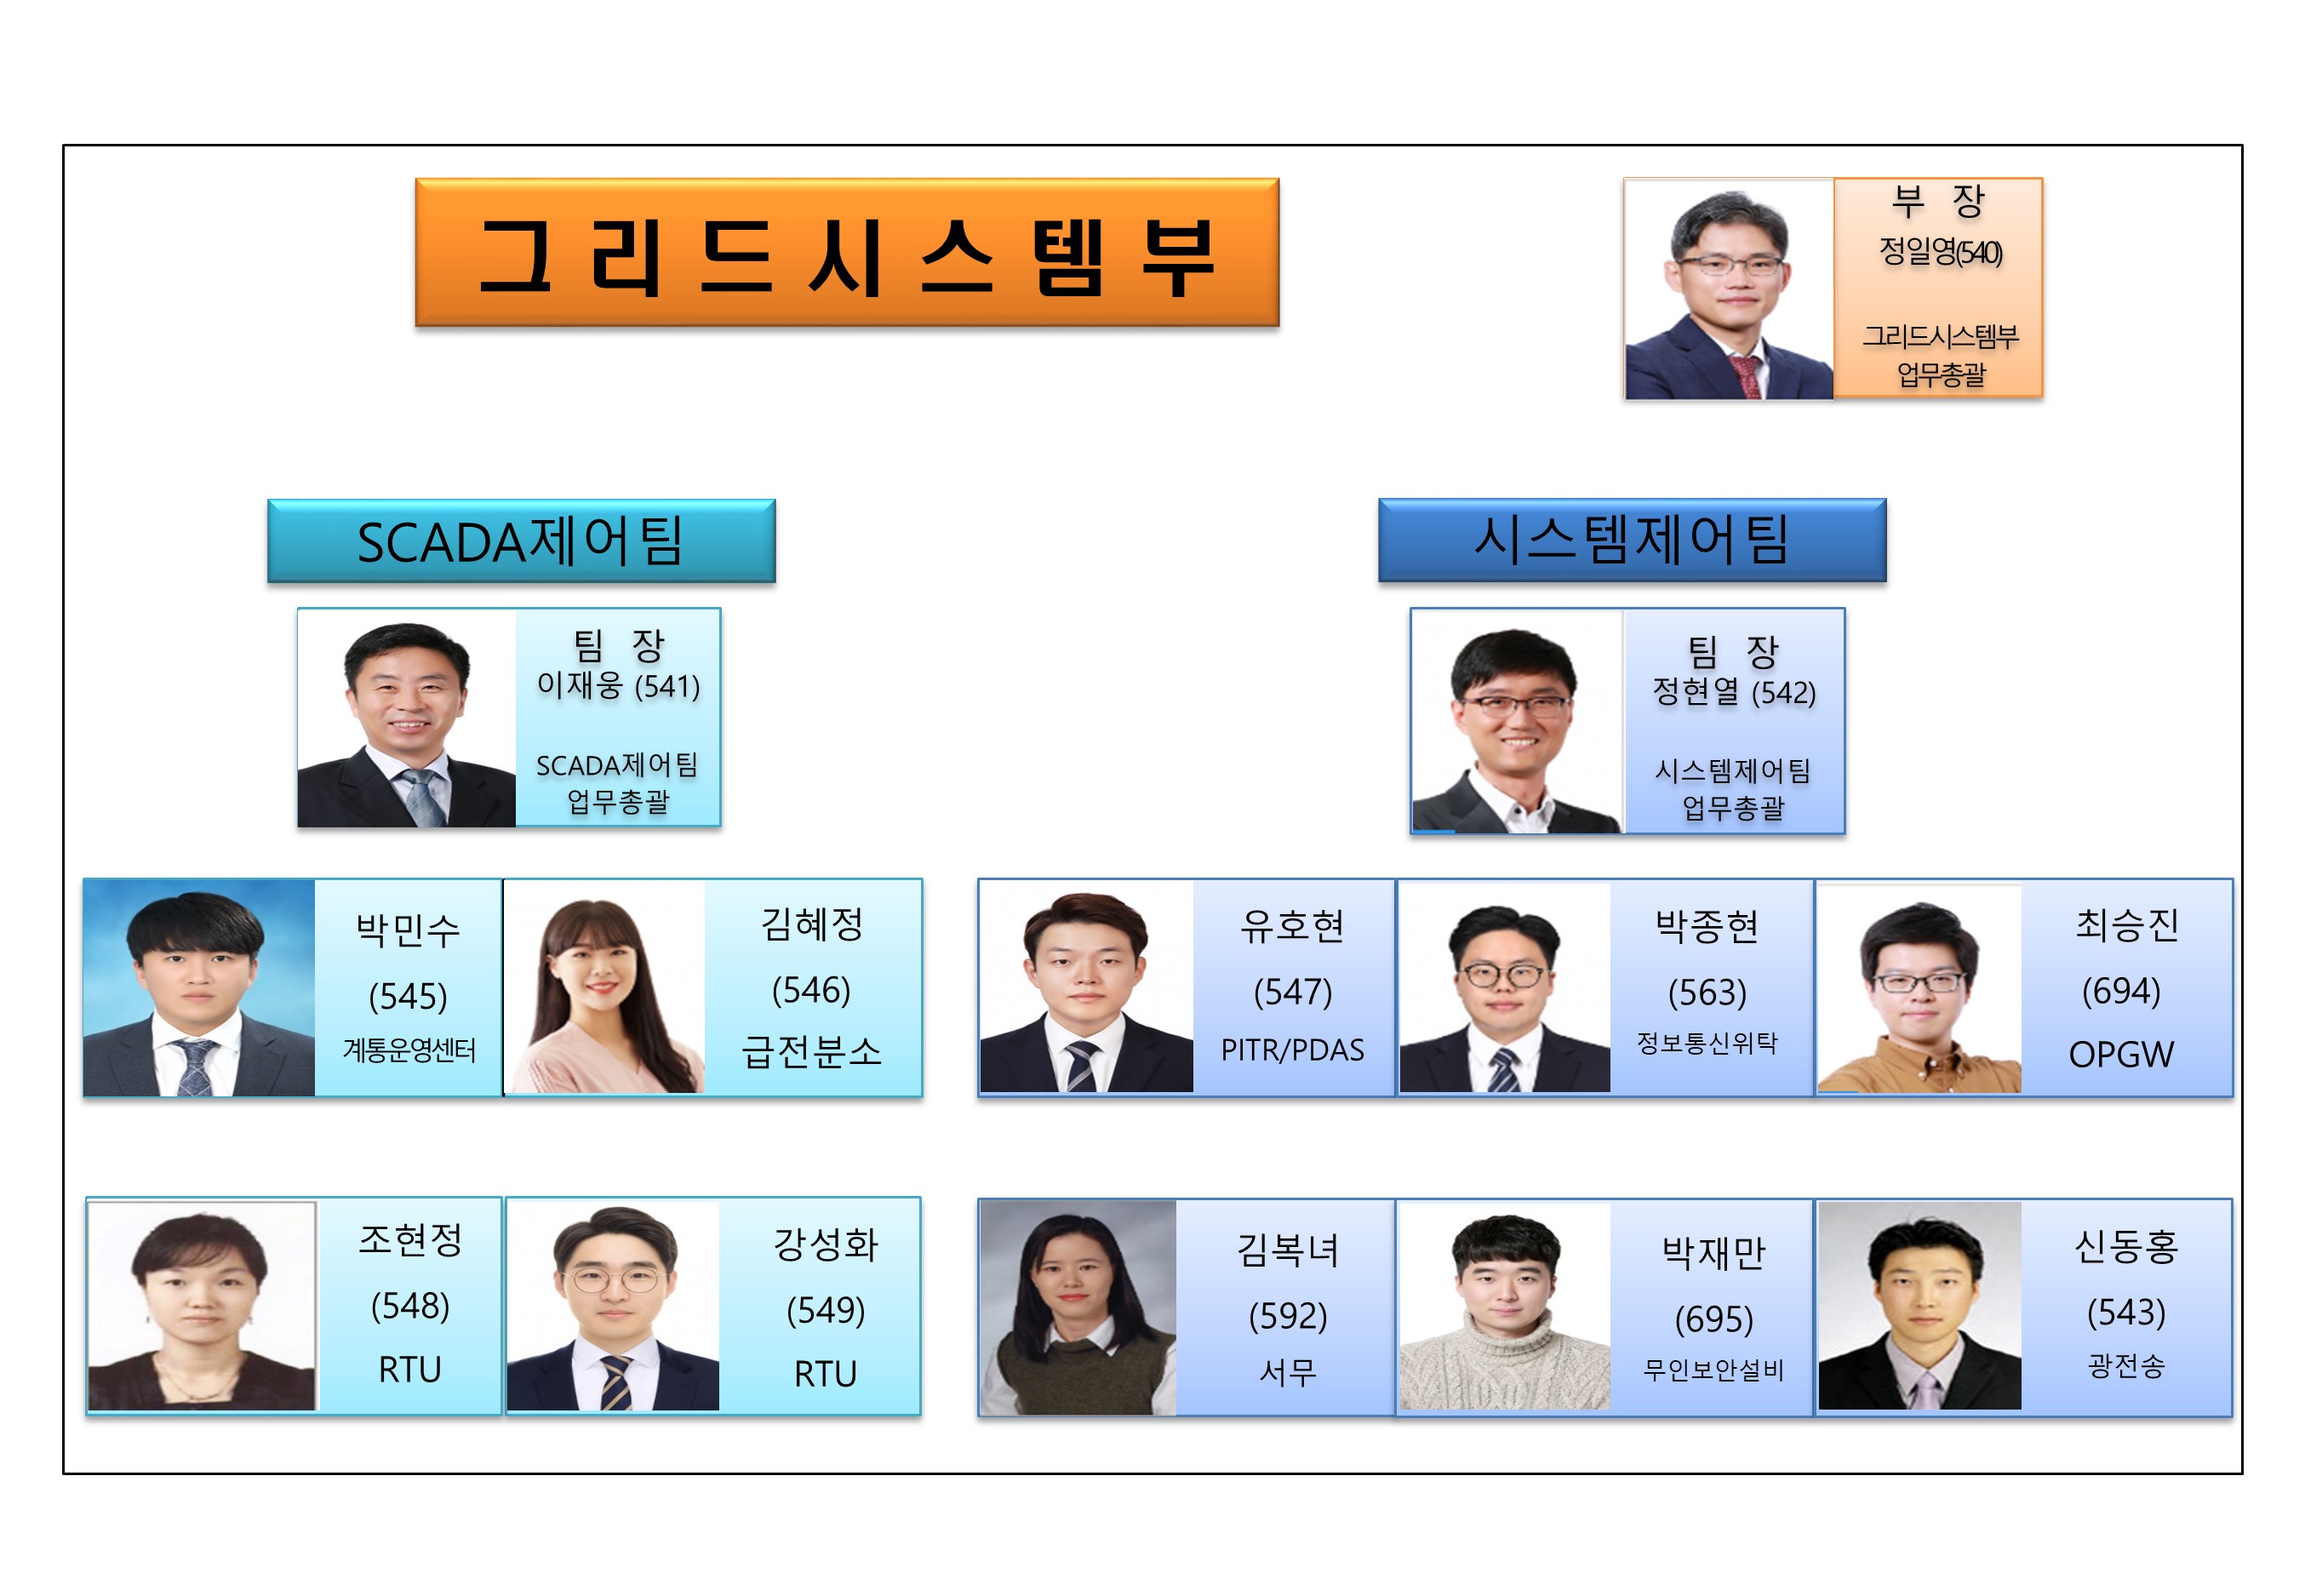 그리드시스템부
부 장
정일영(540)
그리드시스템부
업무총괄
SCADA제어팀
팀 장
이재웅 (541)
SCADA제어팀
업무총괄
시스템제어팀
팀 장
정현열 (542)
시스템제어팀
업무총괄
박민수
(545)
계통운영센터
김혜정
(546)
급전분소
유호현
(547)
PITR/PDAS
박종현
(563)
정보통신위탁
최승진
(694)
OPGW
조현정
(548)
RTU
강성화
(549)
RTU
김복녀
(592)
서무
박재만
(695)
무인보안설비
신동홍
(543)
광전송